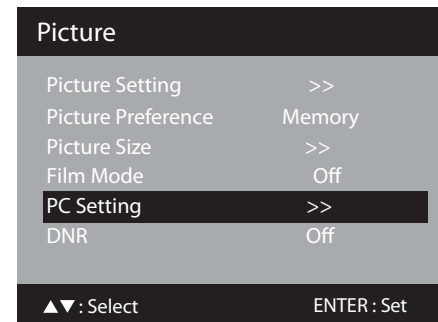 Picture
Picture Setting >>
Picture Preference Memory
Picture Size >>
Film Mode Off
PC Setting >>
DNR Off
▲▼: Select ENTER : Set